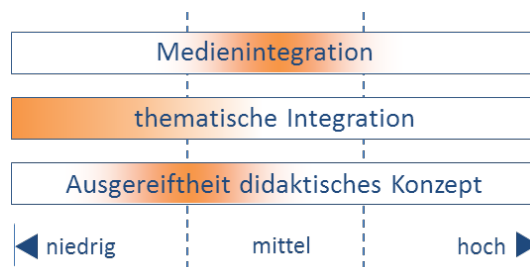 Medienintegration
thematische Integration
Ausgereiftheit didaktisches Konzept
niedrig mittel hoch